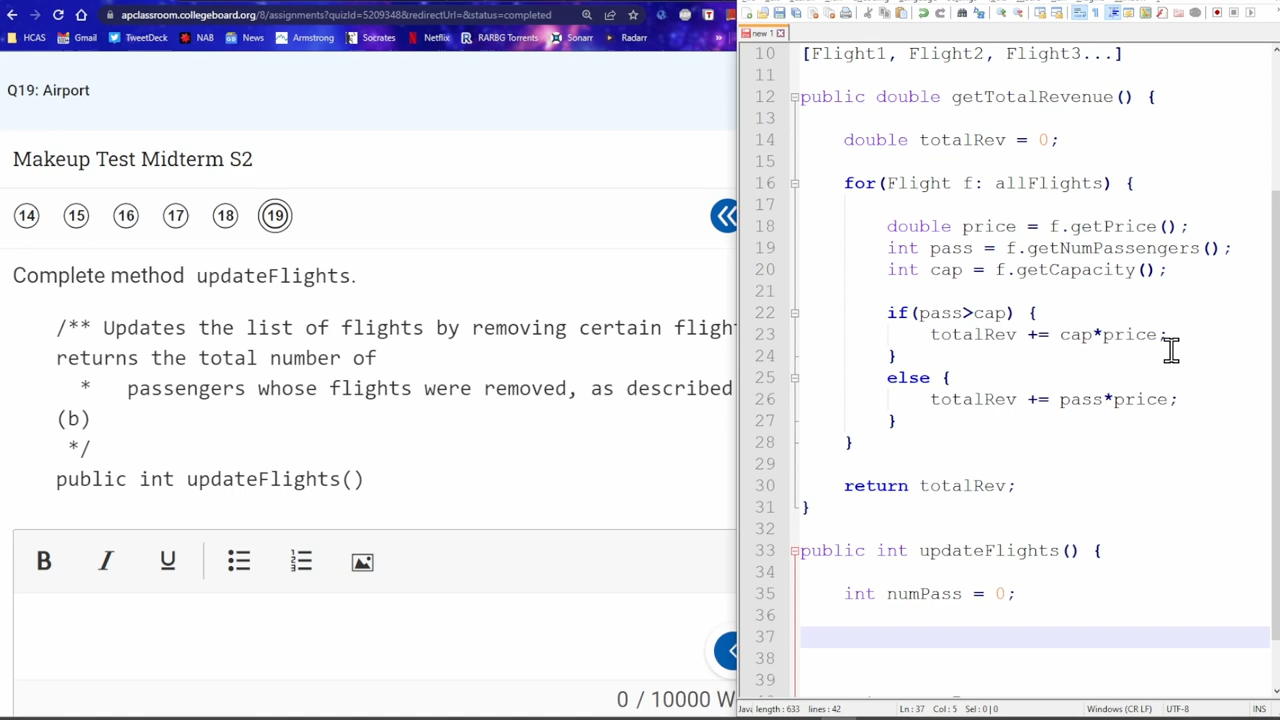 apclassroom.collegeboard.org/8/assignments?quizId=5209348&redirectUrl=&status=completed
HCAS Gmail TweetDeck NAB News Armstrong Socrates Netflix RARBG Torrents Sonarr Radarr »
Q19: Airport
Makeup Test Midterm S2
14 15 16 17 18 19
Complete method updateFlights.
/** Updates the list of flights by removing certain fligh
returns the total number of
* passengers whose flights were removed, as described
(b)
*/
public int updateFlights()
B I U
0 / 10000 W
new 1
10 [Flight1, Flight2, Flight3...]
11
12 public double getTotalRevenue() {
13
14 double totalRev = 0;
15
16 for(Flight f: allFlights) {
17
18 double price = f.getPrice();
19 int pass = f.getNumPassengers();
20 int cap = f.getCapacity();
21
22 if(pass>cap) {
23 totalRev += cap*price;
24 }
25 else {
26 totalRev += pass*price;
27 }
28 }
29
30 return totalRev;
31 }
32
33 public int updateFlights() {
34
35 int numPass = 0;
36
37
38
39
Java length : 633 lines : 42 Ln : 37 Col : 5 Sel : 0 | 0 Windows (CR LF) UTF-8 INS